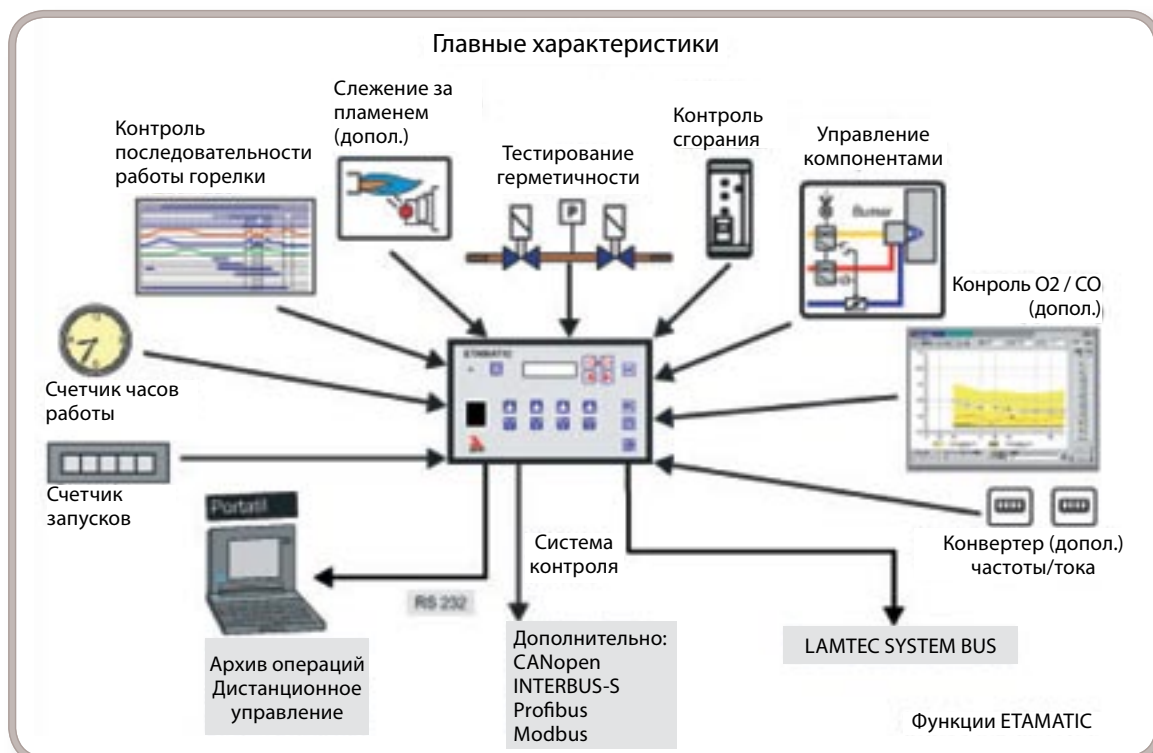 Главные характеристики
Слежение за
пламенем
(допол.)
Контроль
последовательности
работы горелки
Тестирование
герметичности
Контроль
сгорания
Управление
компонентами
P
Burner
Конроль O2 / CO
(допол.)
ETAMATIC
Счетчик часов
работы
Счетчик
запусков
Portatil
RS 232
Система
контроля
Конвертер (допол.)
частоты/тока
Архив операций
Дистанционное
управление
Дополнительно:
CANopen
INTERBUS-S
Profibus
Modbus
LAMTEC SYSTEM BUS
Функции ETAMATIC